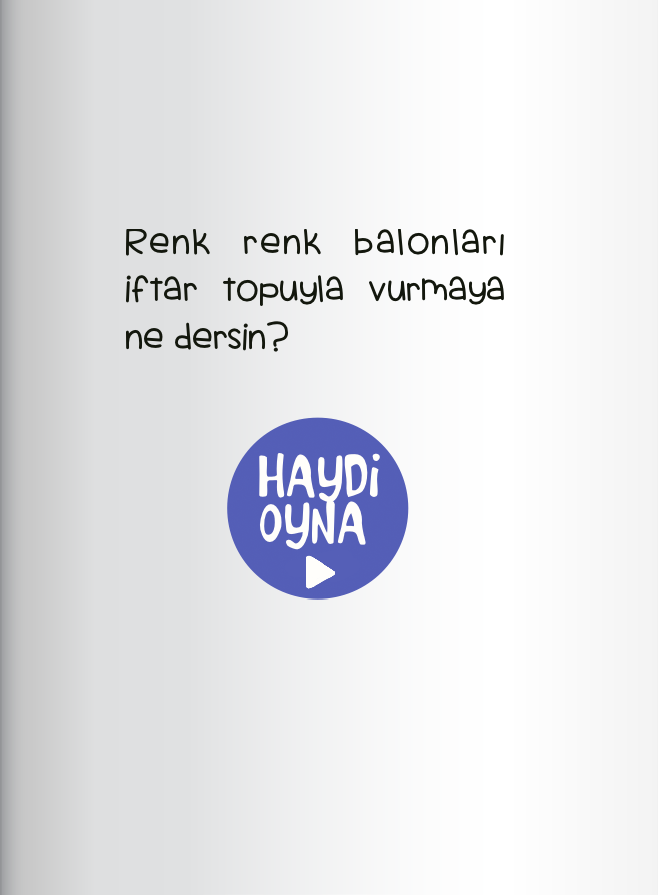 Renk renk balonları
iftar topuyla vurmaya
ne dersin?
HAYDİ
OYNA